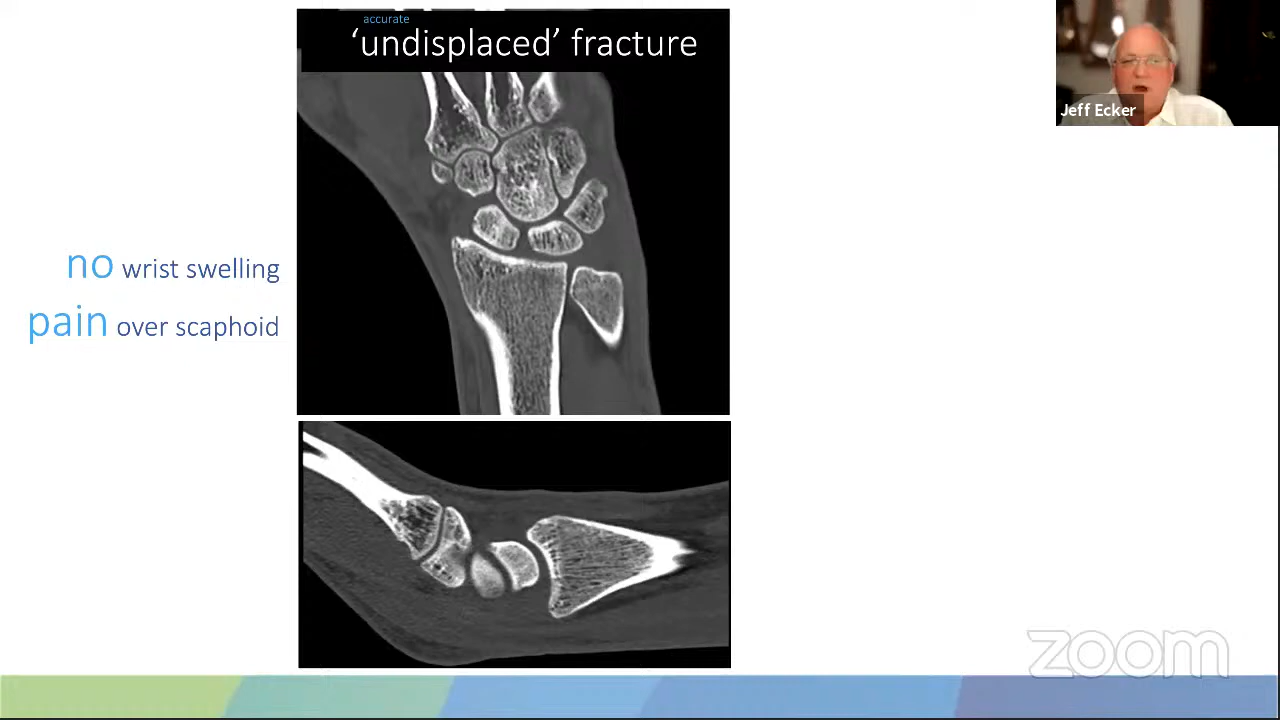 accurate
‘undisplaced’ fracture
Jeff Ecker
no wrist swelling
pain over scaphoid
zoom